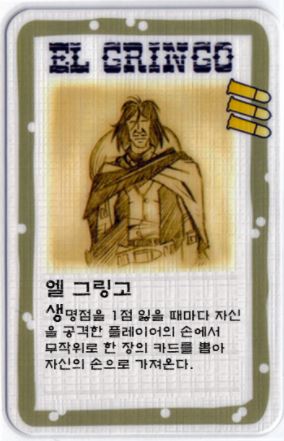 EL GRINGO
엘 그링고
생명점을 1점 잃을 때마다 자신
을 공격한 플레이어의 손에서
무작위로 한 장의 카드를 뽑아
자신의 손으로 가져온다.